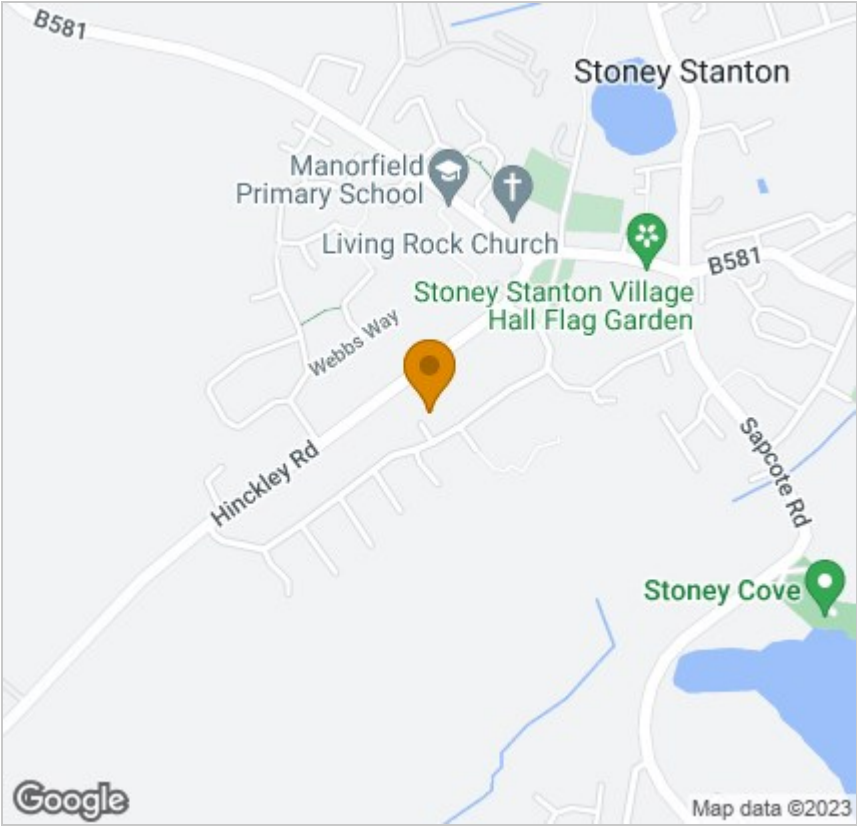 B581
Stoney Stanton
Manorfield
Primary School
Living Rock Church
B581
Stoney Stanton Village
Hall Flag Garden
Webbs Way
Hinckley Rd
Sapcote Rd
Stoney Cove
Google
Map data ©2023